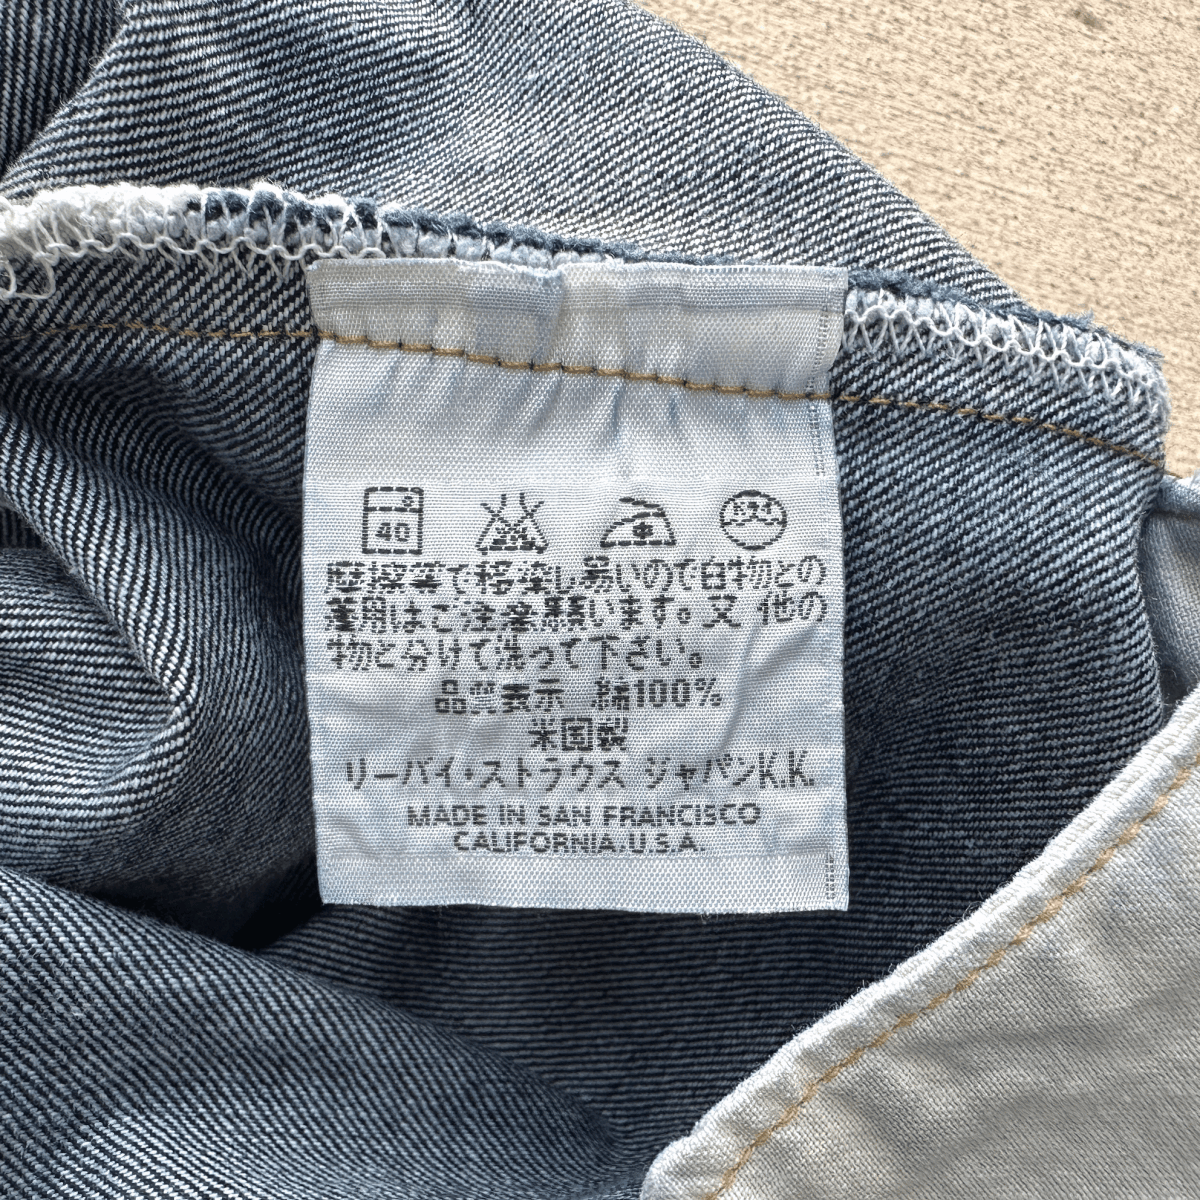 40
摩擦等で移染し易いので白物との
着用はご注意願います。又 他の
物と分けて洗って下さい。
品質表示 綿100%
米国製
リーバイ・ストラウス ジャパンK.K.
MADE IN SAN FRANCISCO
CALIFORNIA.U.S.A.